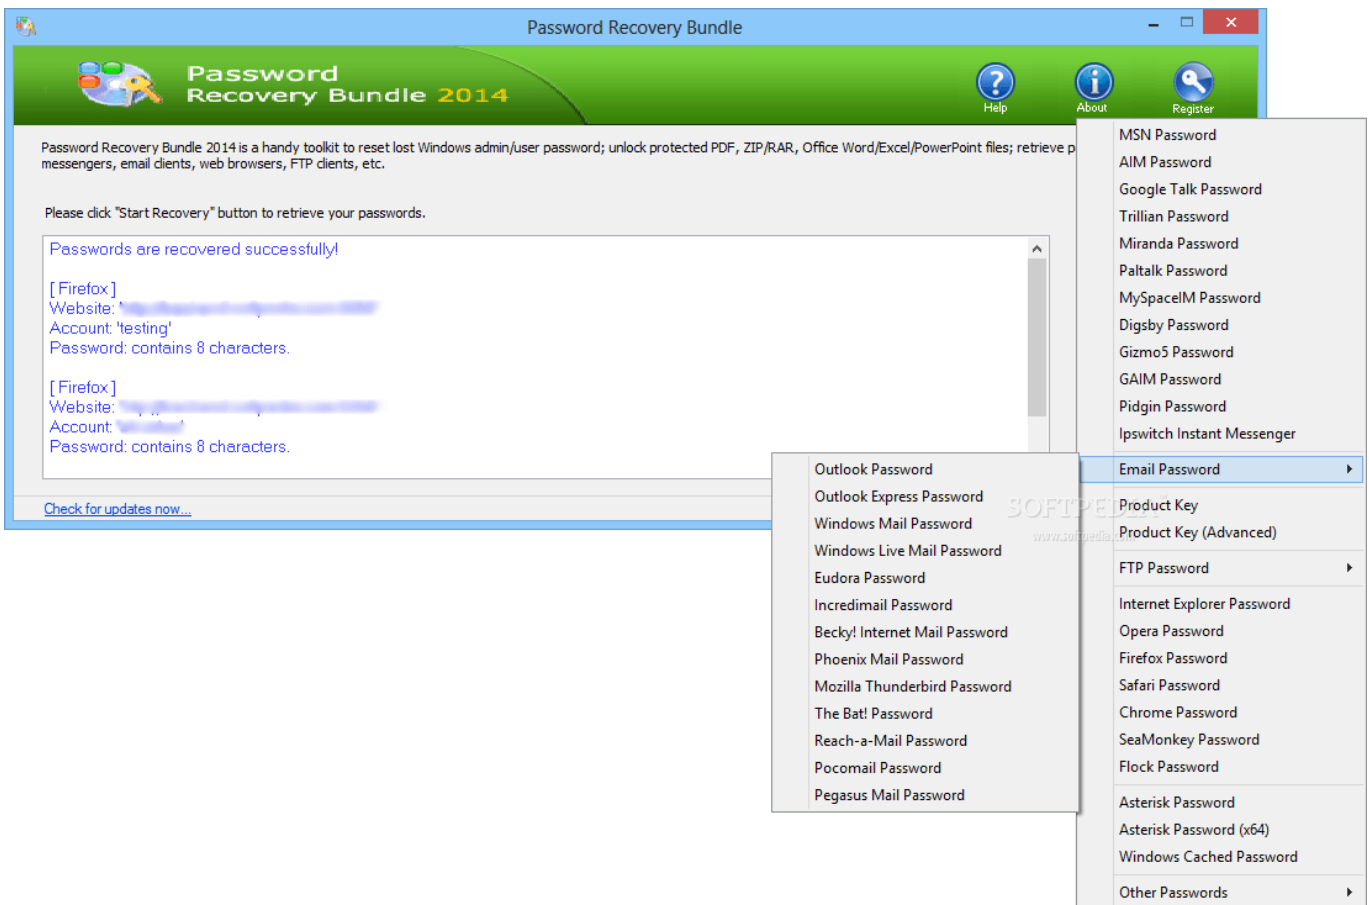 Password Recovery Bundle
Password
Recovery Bundle 2014
Help
About
Register
Password Recovery Bundle 2014 is a handy toolkit to reset lost Windows admin/user password; unlock protected PDF, ZIP/RAR, Office Word/Excel/PowerPoint files; retrieve p
messengers, email clients, web browsers, FTP clients, etc.
Please click "Start Recovery" button to retrieve your passwords.
Passwords are recovered successfully!
[ Firefox ]
Website: '
Account: 'testing'
Password: contains 8 characters.
[ Firefox ]
Website:
Account:
Password: contains 8 characters.
Check for updates now...
MSN Password
AIM Password
Google Talk Password
Trillian Password
Miranda Password
Paltalk Password
MySpaceIM Password
Digsby Password
Gizmo5 Password
GAIM Password
Pidgin Password
Ipswitch Instant Messenger
Email Password
Product Key
Product Key (Advanced)
FTP Password
Internet Explorer Password
Opera Password
Firefox Password
Safari Password
Chrome Password
SeaMonkey Password
Flock Password
Asterisk Password
Asterisk Password (x64)
Windows Cached Password
Other Passwords
Outlook Password
Outlook Express Password
Windows Mail Password
Windows Live Mail Password
Eudora Password
Incredimail Password
Becky! Internet Mail Password
Phoenix Mail Password
Mozilla Thunderbird Password
The Bat! Password
Reach-a-Mail Password
Pocomail Password
Pegasus Mail Password
SOFTPEDIA
www.softpedia.com